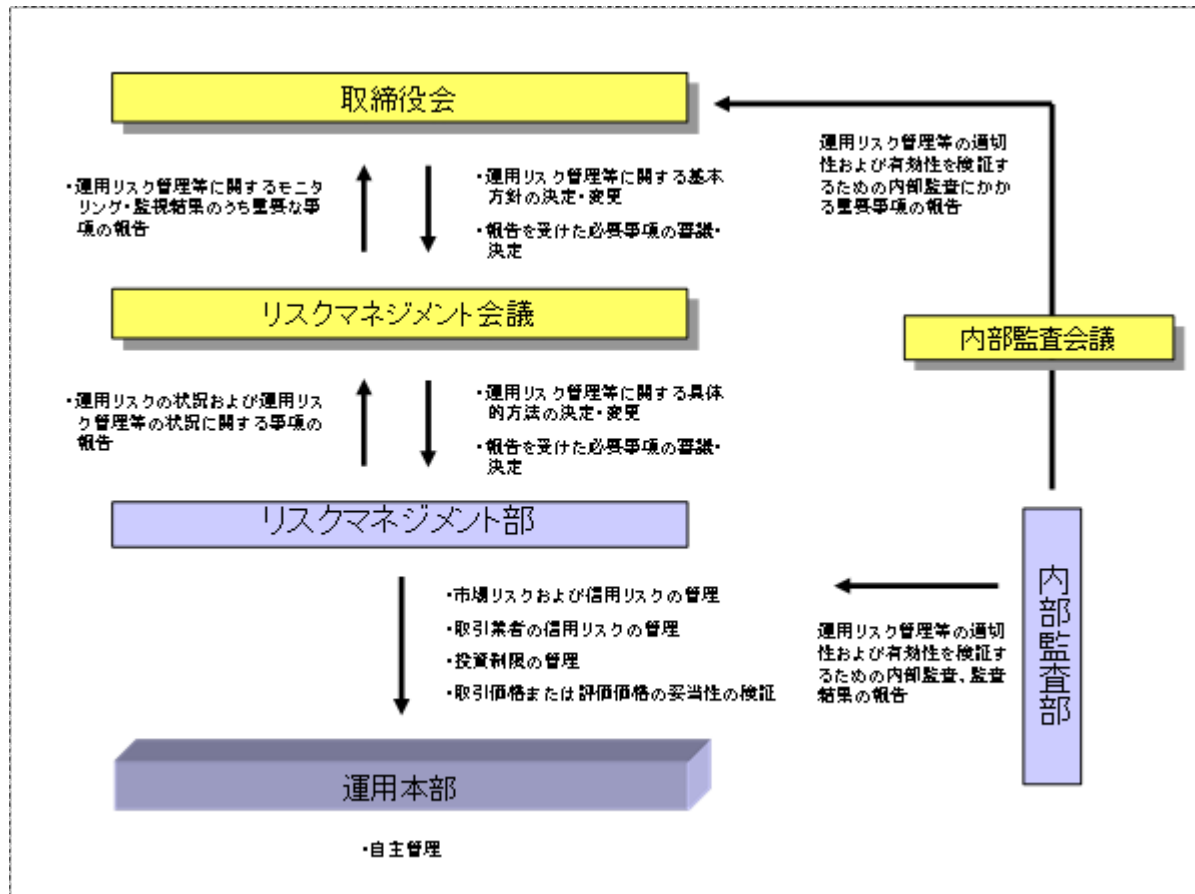 取締役会
・運用リスク管理等に関するモニ
タリング・監視結果のうち重要な事
項の報告
・運用リスク管理等に関する基本
方針の決定・変更
・報告を受けた必要事項の審議・
決定
運用リスク管理等の適切
性および有効性を検証す
るための内部監査にかか
る重要事項の報告
リスクマネジメント会議
内部監査会議
・運用リスクの状況および運用リス
ク管理等の状況に関する事項の
報告
・運用リスク管理等に関する具体
的方法の決定・変更
・報告を受けた必要事項の審議・
決定
リスクマネジメント部
内部監査部
・市場リスクおよび信用リスクの管理
・取引業者の信用リスクの管理
・投資制限の管理
・取引価格または評価価格の妥当性の検証
運用リスク管理等の適切
性および有効性を検証す
るための内部監査、監査
結果の報告
運用本部
・自主管理